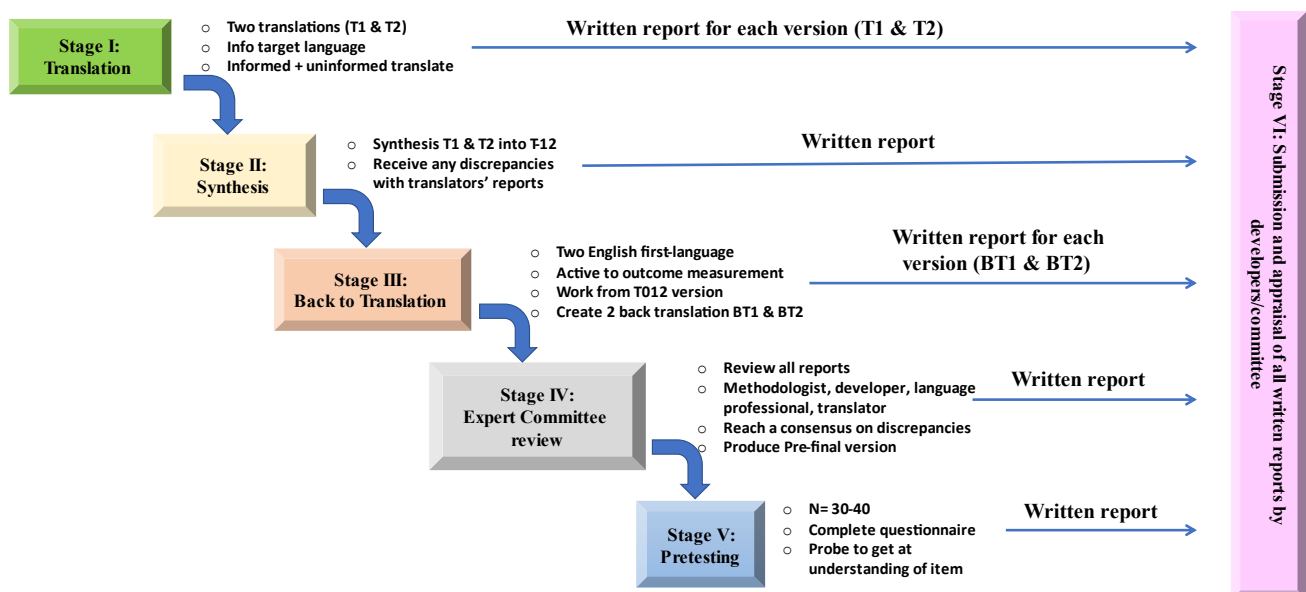 Stage I:
Translation
○ Two translations (T1 & T2)
○ Info target language
○ Informed + uninformed translate
Written report for each version (T1 & T2)
Stage II:
Synthesis
○ Synthesis T1 & T2 into T-12
○ Receive any discrepancies
with translators' reports
Written report
Stage III:
Back to Translation
○ Two English first-language
○ Active to outcome measurement
○ Work from T012 version
○ Create 2 back translation BT1 & BT2
Written report for each
version (BT1 & BT2)
Stage IV:
Expert Committee
review
○ Review all reports
○ Methodologist, developer, language
professional, translator
○ Reach a consensus on discrepancies
○ Produce Pre-final version
Written report
Stage V:
Pretesting
○ N= 30-40
○ Complete questionnaire
○ Probe to get at
understanding of item
Written report
Stage VI: Submission and appraisal of all written reports by
developers/committee